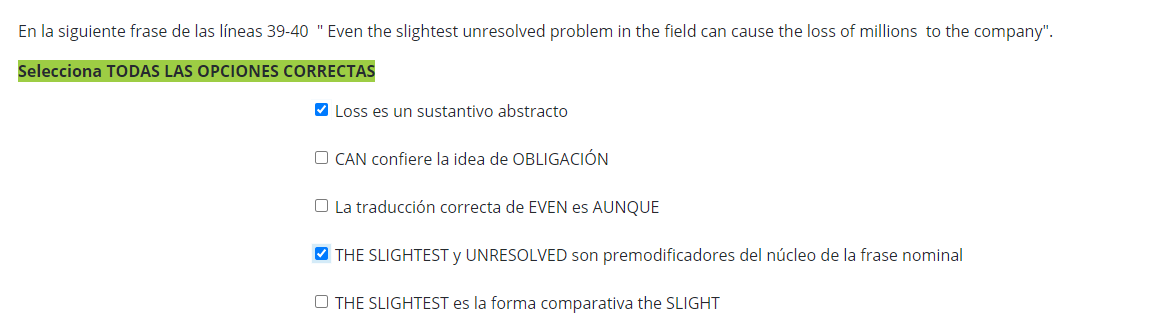 En la siguiente frase de las líneas 39-40 " Even the slightest unresolved problem in the field can cause the loss of millions to the company".
Selecciona TODAS LAS OPCIONES CORRECTAS
Loss es un sustantivo abstracto
CAN confiere la idea de OBLIGACIÓN
La traducción correcta de EVEN es AUNQUE
THE SLIGHTEST y UNRESOLVED son premodificadores del núcleo de la frase nominal
THE SLIGHTEST es la forma comparativa the SLIGHT